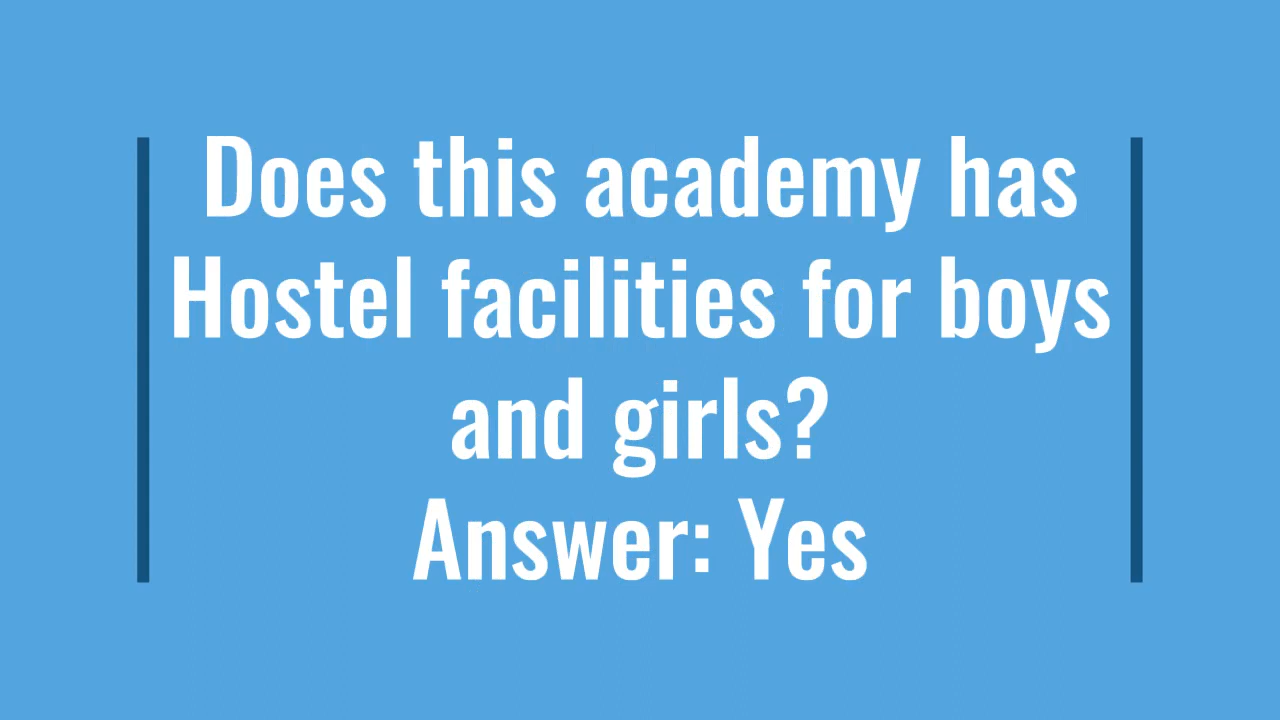 Does this academy has
Hostel facilities for boys
and girls?
Answer: Yes